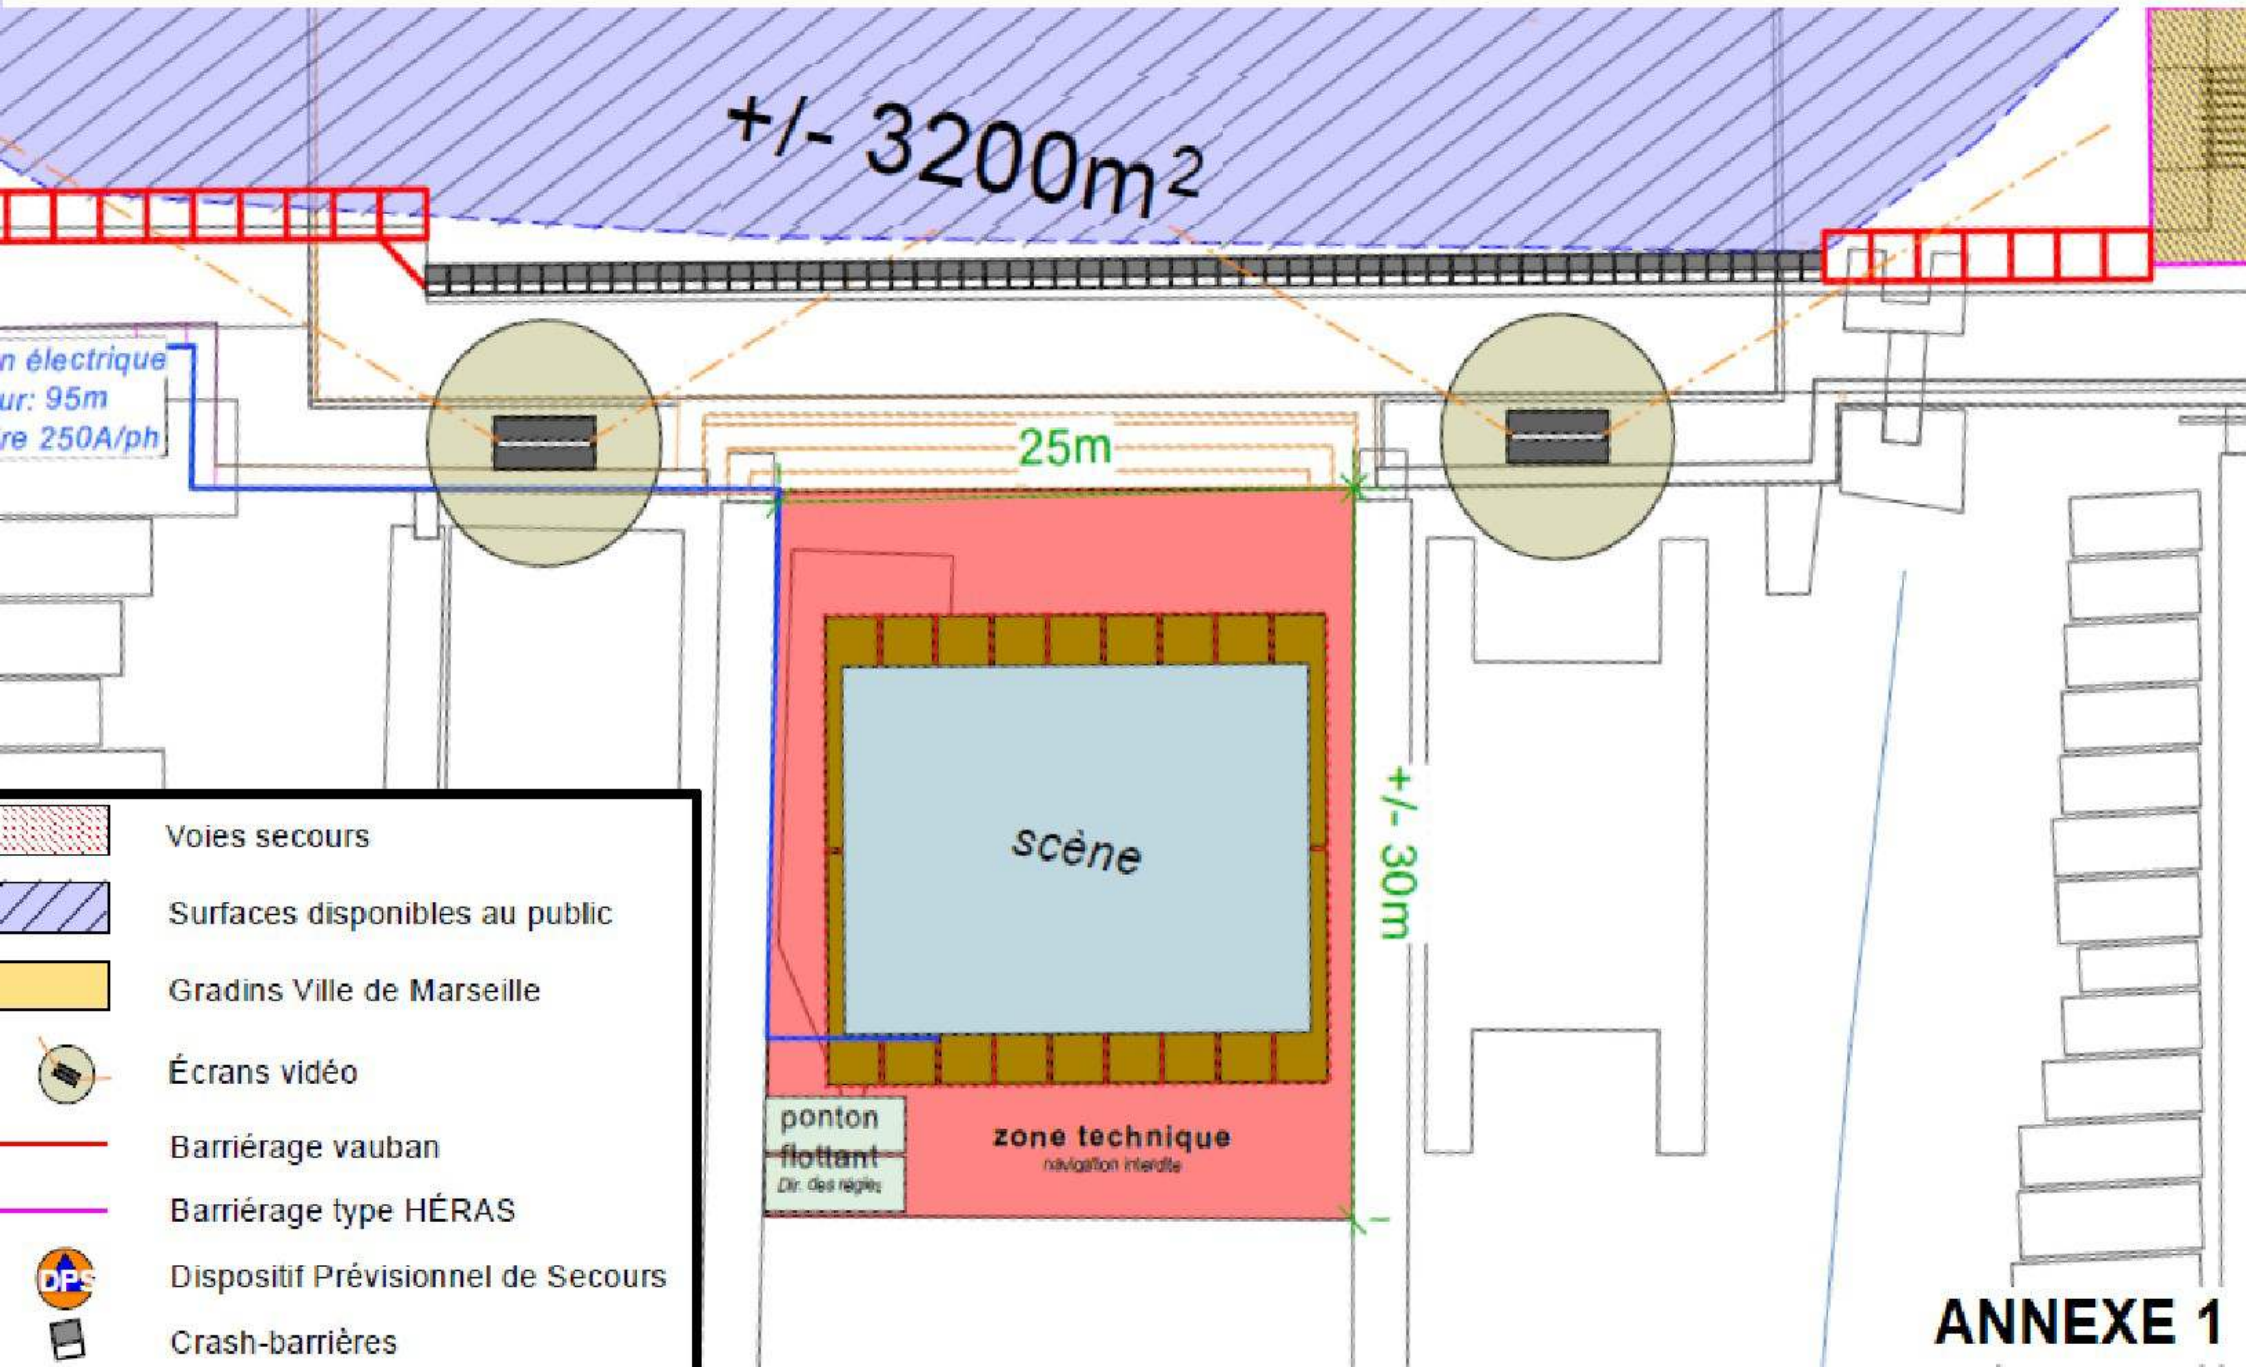 +/- 3200m²
n électrique
ur: 95m
re 250A/ph
25m
scène
+/- 30m
ponton
flottant
Dir. des régies
zone technique
navigation interdite
Voies secours
Surfaces disponibles au public
Gradins Ville de Marseille
Écrans vidéo
Barriérage vauban
Barriérage type HÉRAS
DPS
Dispositif Prévisionnel de Secours
Crash-barrières
ANNEXE 1